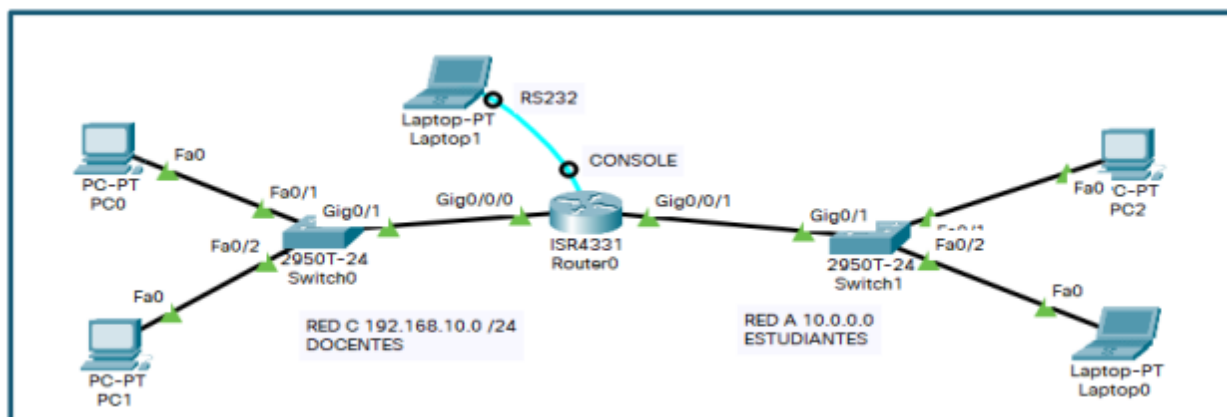 RS232
Laptop-PT
Laptop1
CONSOLE
Fa0
PC-PT
PC0
Fa0/1
Gig0/1
Gig0/0/0
Gig0/0/1
Gig0/1
Fa0
C-PT
PC2
Fa0/2
2950T-24
Switch0
ISR4331
Router0
2950T-24
Switch1
Fa0/2
Fa0
PC-PT
PC1
RED C 192.168.10.0 /24
DOCENTES
RED A 10.0.0.0
ESTUDIANTES
Fa0
Laptop-PT
Laptop0